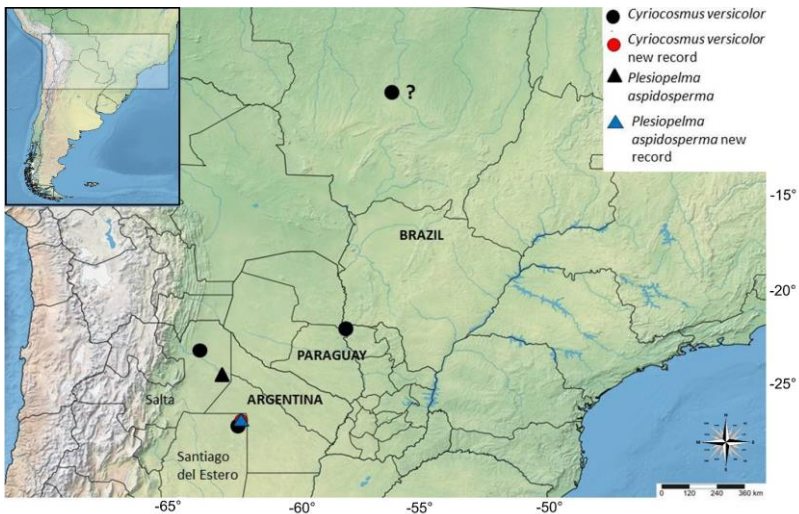 Cyriocosmus versicolor
Cyriocosmus versicolor
new record
Plesiopelma
aspidosperma
Plesiopelma
aspidosperma new
record
?
-15°
BRAZIL
-20°
PARAGUAY
-25°
Salta
ARGENTINA
Santiago
del Estero
0 120 240 360 km
-65° -60° -55° -50°